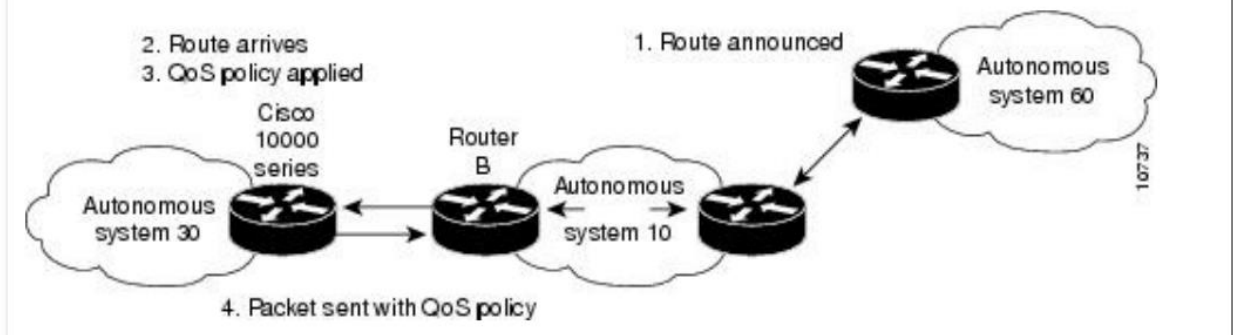 2. Route arrives
3. QoS policy applied
1. Route announced
Cisco
10000
series
Router
B
Autonomous
system 60
Autonomous
system 30
Autonomous
system 10
4. Packet sent with QoS policy
10737